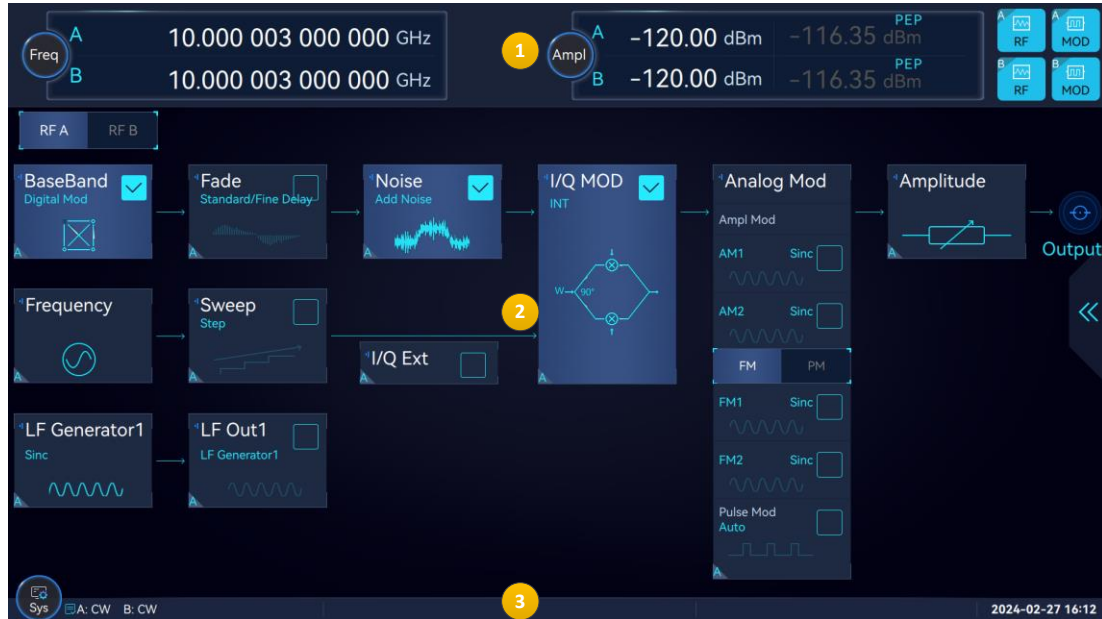 Freq
A 10.000 003 000 000 GHz
B 10.000 003 000 000 GHz
1
Ampl
A -120.00 dBm -116.35 dBm PEP
B -120.00 dBm -116.35 dBm PEP
A RF
A MOD
B RF
B MOD
RF A RF B
BaseBand
Digital Mod
A
Fade
Standard/Fine Delay
A
Noise
Add Noise
A
I/Q MOD
INT
W 90°
A
Analog Mod
Ampl Mod
AM1 Sinc
AM2 Sinc
FM PM
FM1 Sinc
FM2 Sinc
Pulse Mod
Auto
A
Amplitude
A
Output
Frequency
A
Sweep
Step
A
2
I/Q Ext
A
LF Generator1
Sinc
A
LF Out1
LF Generator1
A
Sys
A: CW B: CW
3
2024-02-27 16:12